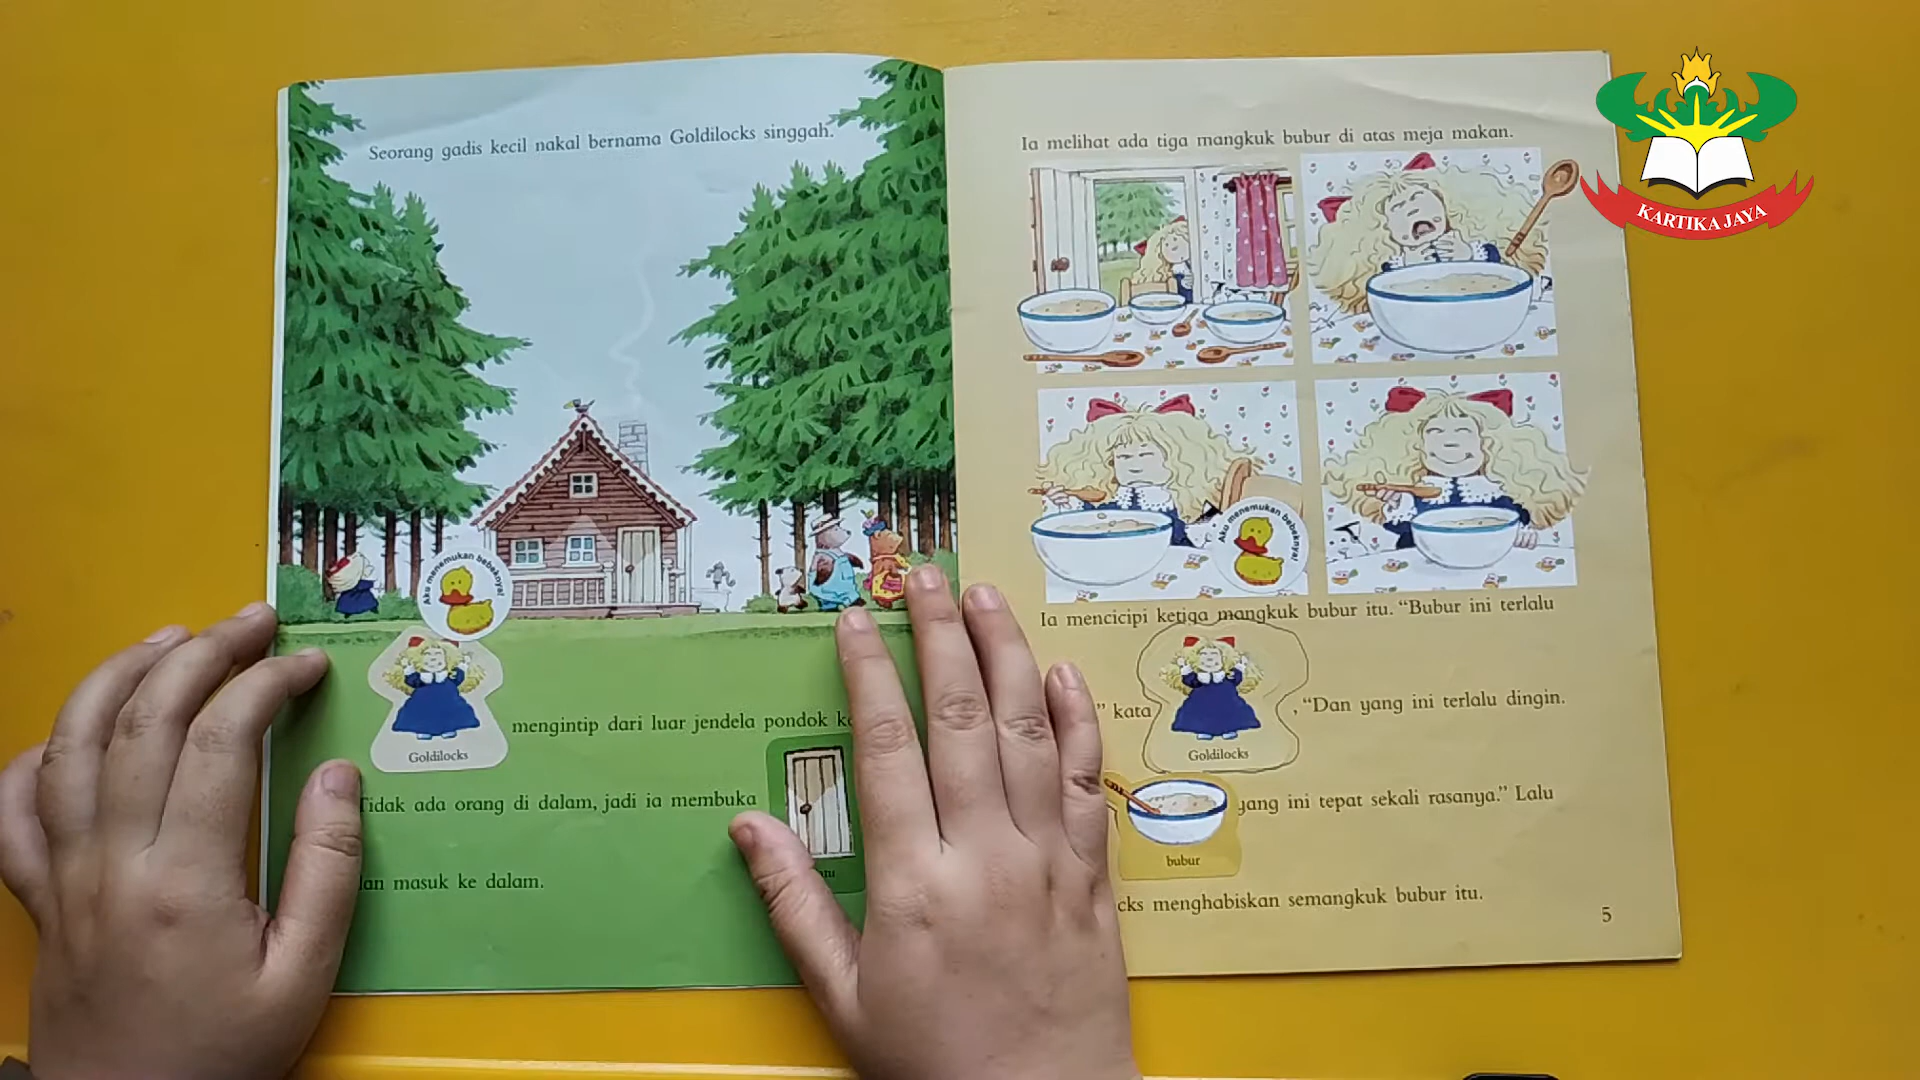 Seorang gadis kecil nakal bernama Goldilocks singgah.
Aku menemukan bebeknya!
Goldilocks
mengintip dari luar jendela pondok
Tidak ada orang di dalam, jadi ia membuka
masuk ke dalam.
Ia melihat ada tiga mangkuk bubur di atas meja makan.
Aku menemukan bebeknya!
Ia mencicipi ketiga mangkuk bubur itu. “Bubur ini terlalu
” kata
Goldilocks
, “Dan yang ini terlalu dingin.
yang ini tepat sekali rasanya.” Lalu
bubur
menghabiskan semangkuk bubur itu.
5
KARTIKA JAYA